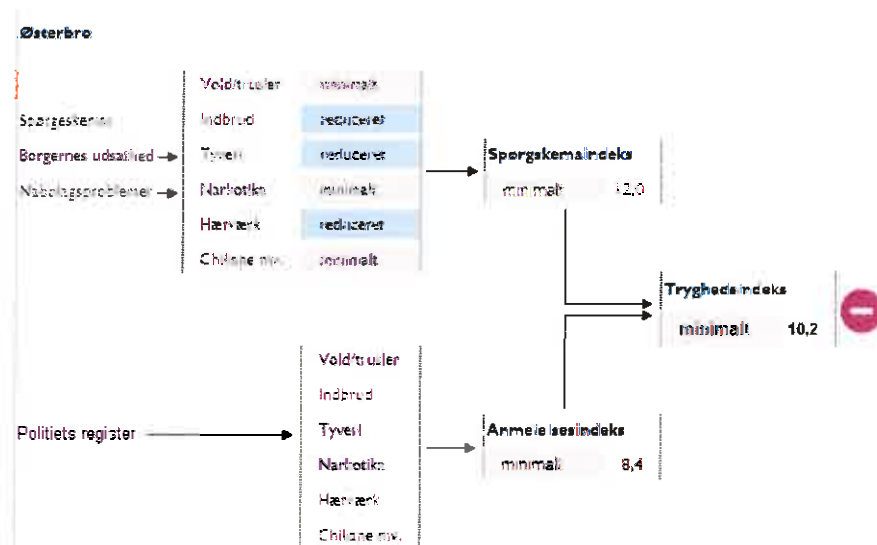 Østerbro
Spørgeskema
Borgernes udsathed
Nabolagsproblemer
Vold/trusler minimalt
Indbrud reduceret
Tyveri reduceret
Narkotika minimalt
Hærværk reduceret
Chikane mv. minimalt
Spørgskemaindeks
minimalt 12,0
Tryghedsindeks
minimalt 10,2
Politiets register
Vold/trusler
Indbrud
Tyveri
Narkotika
Hærværk
Chikane mv.
Anmeldelsesindeks
minimalt 8,4